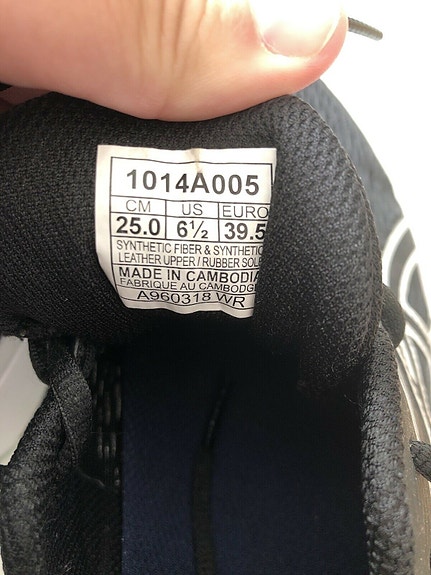 1014A005
CM US EURO
25.0 6½ 39.5
SYNTHETIC FIBER & SYNTHETIC
LEATHER UPPER / RUBBER SOLE
MADE IN CAMBODIA
FABRIQUE AU CAMBODGE
A960318 WR